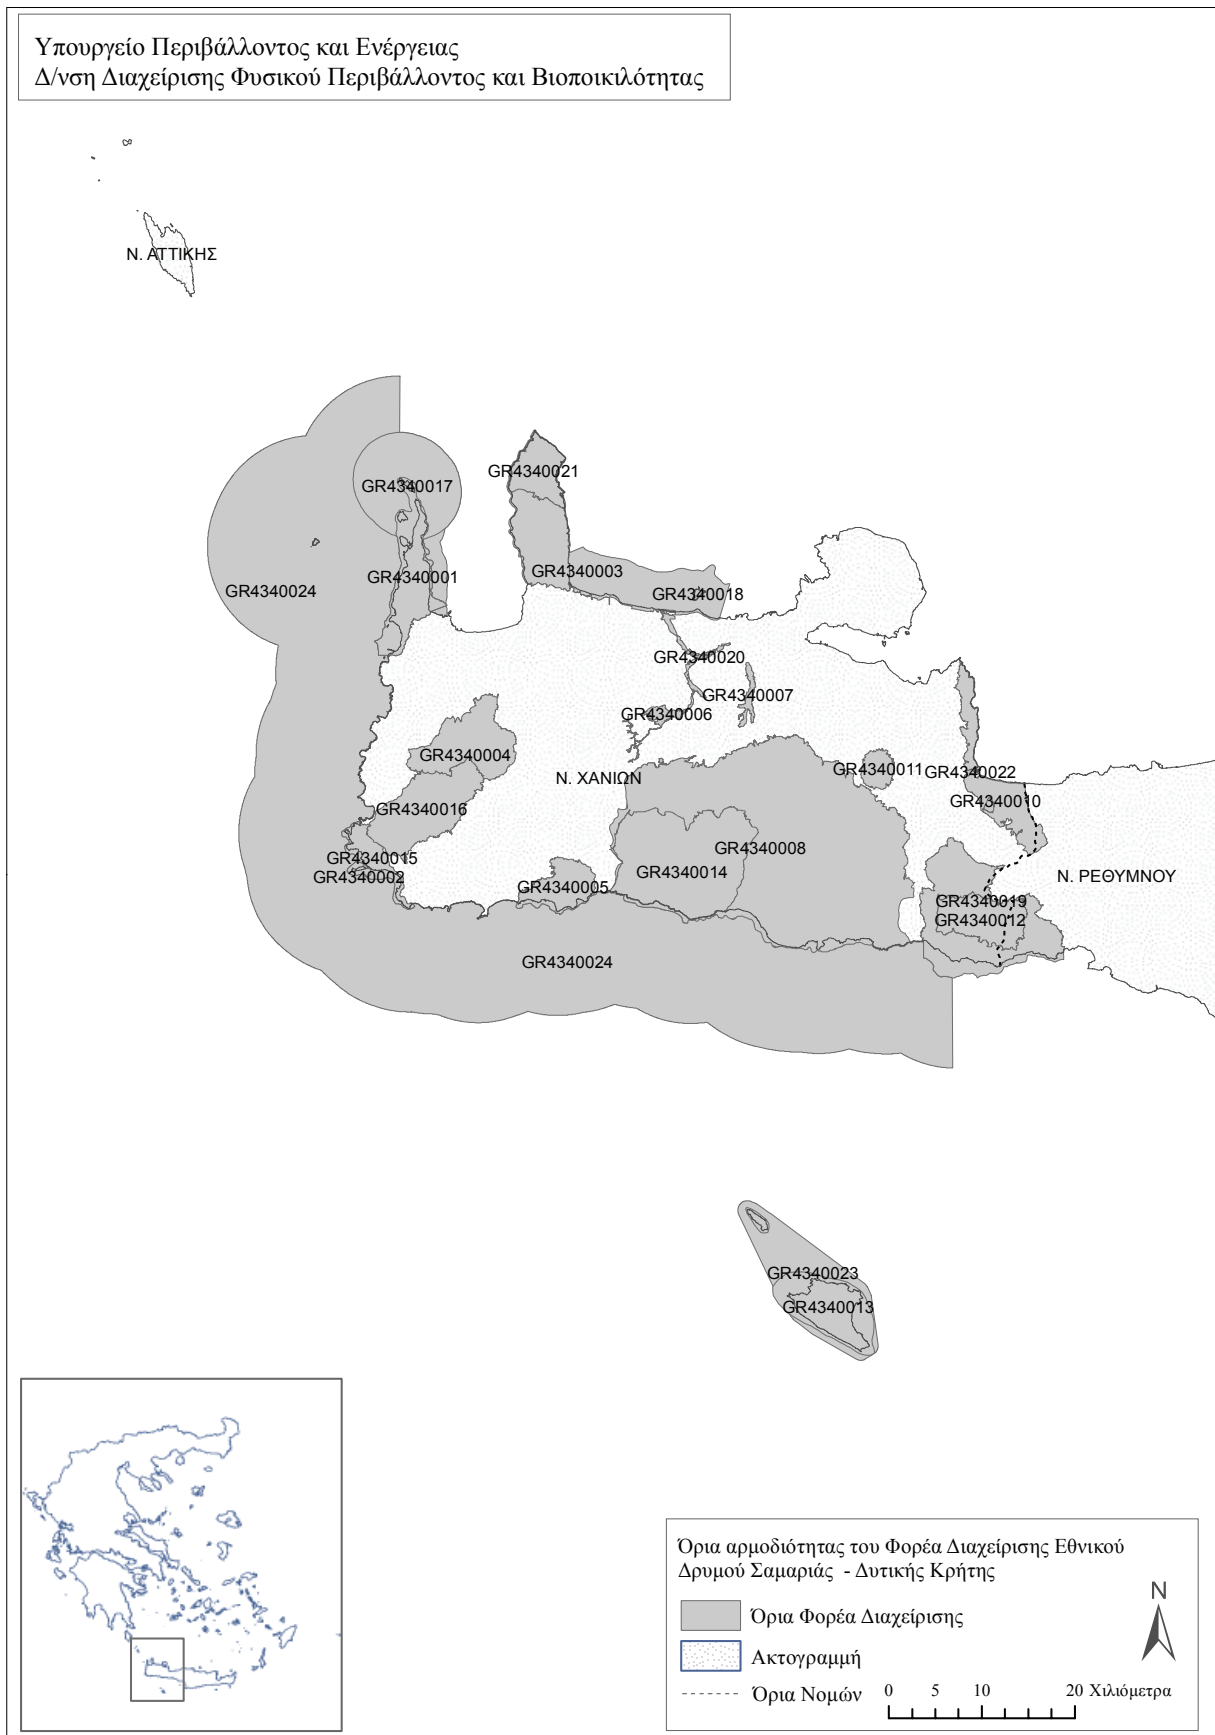 Υπουργείο Περιβάλλοντος και Ενέργειας
Δ/νση Διαχείρισης Φυσικού Περιβάλλοντος και Βιοποικιλότητας
Ν. ΑΤΤΙΚΗΣ
GR4340021
GR4340017
GR4340003
GR4340001
GR4340024
GR4340018
GR4340020
GR4340007
GR4340006
GR4340004
GR4340011
GR4340022
Ν. ΧΑΝΙΩΝ
GR4340010
GR4340016
GR4340008
GR4340015
GR4340014
GR4340002
Ν. ΡΕΘΥΜΝΟΥ
GR4340005
GR4340019
GR4340012
GR4340024
GR4340023
GR4340013
Όρια αρμοδιότητας του Φορέα Διαχείρισης Εθνικού
Δρυμού Σαμαριάς - Δυτικής Κρήτης
Όρια Φορέα Διαχείρισης
Ακτογραμμή
Όρια Νομών
N
0 5 10 20 Χιλιόμετρα